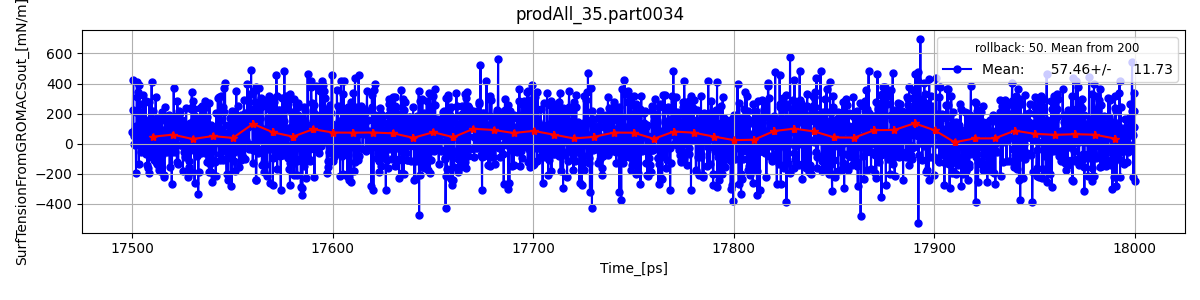 prodAll_35.part0034
SurfTensionFromGROMACSout_[mN/m]
600
400
200
0
−200
−400
rollback: 50. Mean from 200
Mean: 57.46+/- 11.73
17500
17600
17700
17800
17900
18000
Time_[ps]